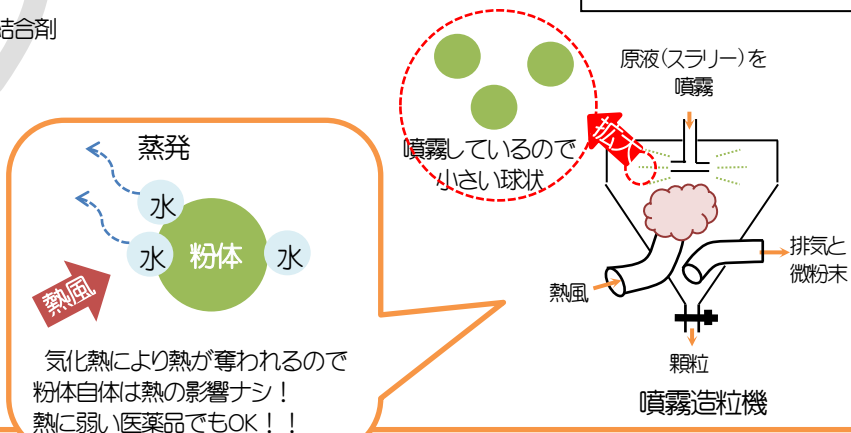 結合剤
原液(スラリー)を
噴霧
拡大
噴霧しているので
小さい球状
蒸発
水
水
粉体
水
熱風
熱風
排気と
微粉末
顆粒
噴霧造粒機
気化熱により熱が奪われるので
粉体自体は熱の影響ナシ!
熱に弱い医薬品でもOK!!